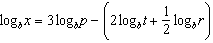 log_b x = 3 log_b p − (2 log_b t + 1/2 log_b r)